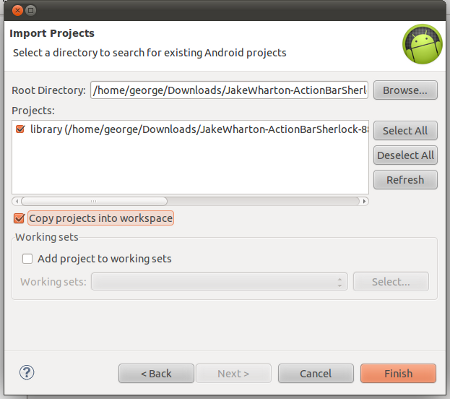 Import Projects
Select a directory to search for existing Android projects
Root Directory: /home/george/Downloads/JakeWharton-ActionBarSherl Browse...
Projects:
library (/home/george/Downloads/JakeWharton-ActionBarSherlock-8 Select All
Deselect All
Refresh
Copy projects into workspace
Working sets
Add project to working sets
Working sets: Select...
? < Back Next > Cancel Finish